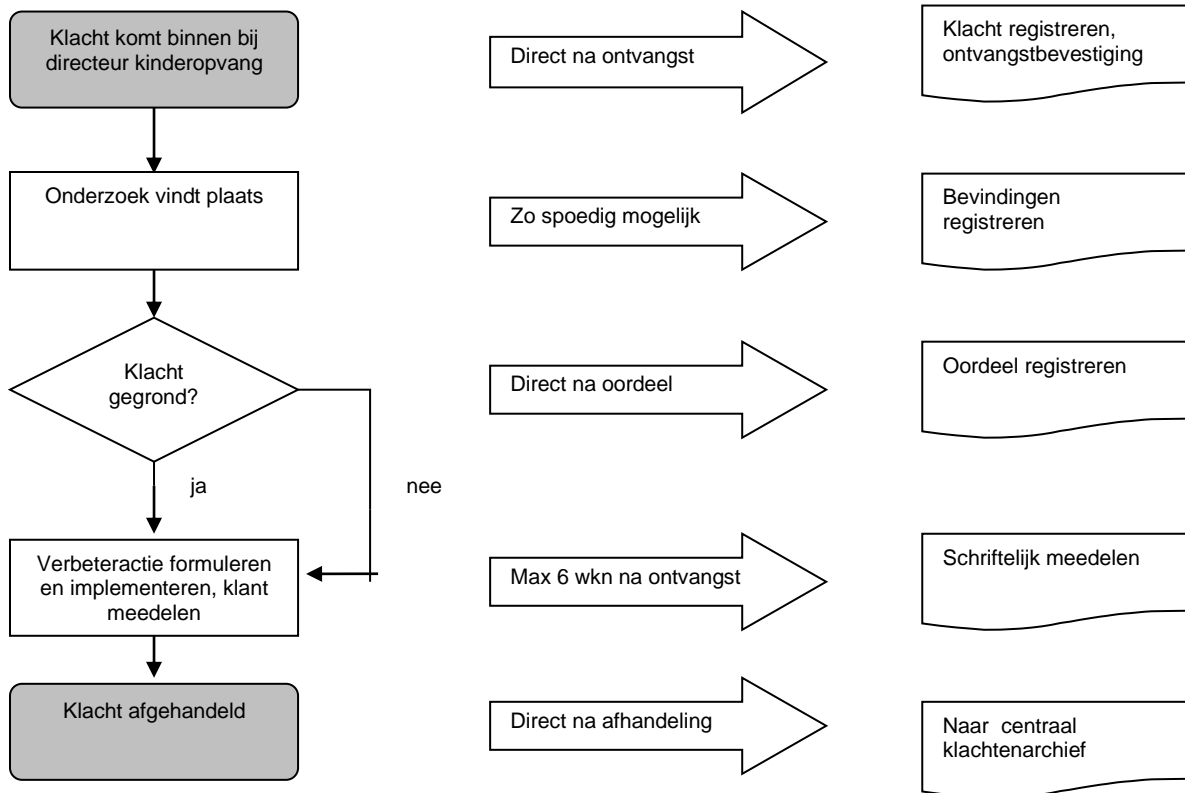 Klacht komt binnen bij
directeur kinderopvang
Direct na ontvangst
Klacht registreren,
ontvangstbevestiging
Onderzoek vindt plaats
Zo spoedig mogelijk
Bevindingen
registreren
Klacht
gegrond?
Direct na oordeel
Oordeel registreren
ja
nee
Verbeteractie formuleren
en implementeren, klant
meedelen
Max 6 wkn na ontvangst
Schriftelijk meedelen
Klacht afgehandeld
Direct na afhandeling
Naar centraal
klachtenarchief